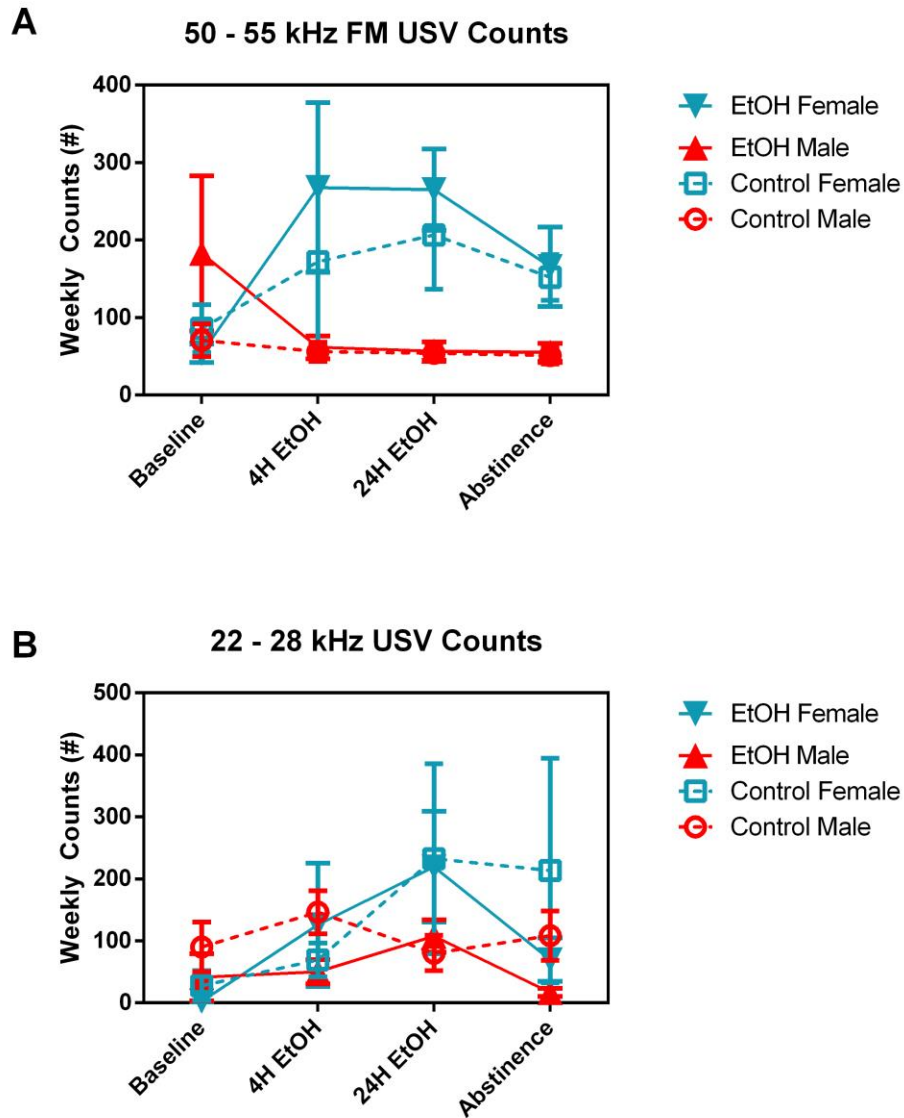 A
50 - 55 kHz FM USV Counts
Weekly Counts (#)
400
300
200
100
0
Baseline
4H EtOH
24H EtOH
Abstinence
EtOH Female
EtOH Male
Control Female
Control Male
B
22 - 28 kHz USV Counts
Weekly Counts (#)
500
400
300
200
100
0
Baseline
4H EtOH
24H EtOH
Abstinence
EtOH Female
EtOH Male
Control Female
Control Male